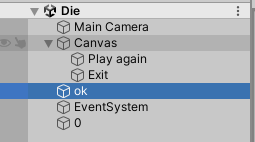 Die
Main Camera
Canvas
Play again
Exit
ok
EventSystem
0